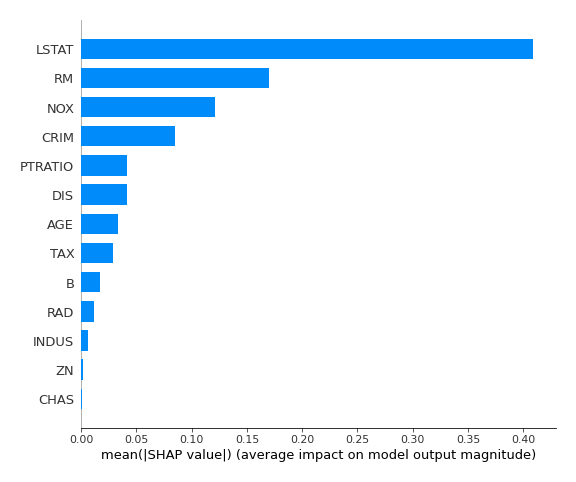 LSTAT
RM
NOX
CRIM
PTRATIO
DIS
AGE
TAX
B
RAD
INDUS
ZN
CHAS
0.00 0.05 0.10 0.15 0.20 0.25 0.30 0.35 0.40
mean(|SHAP value|) (average impact on model output magnitude)